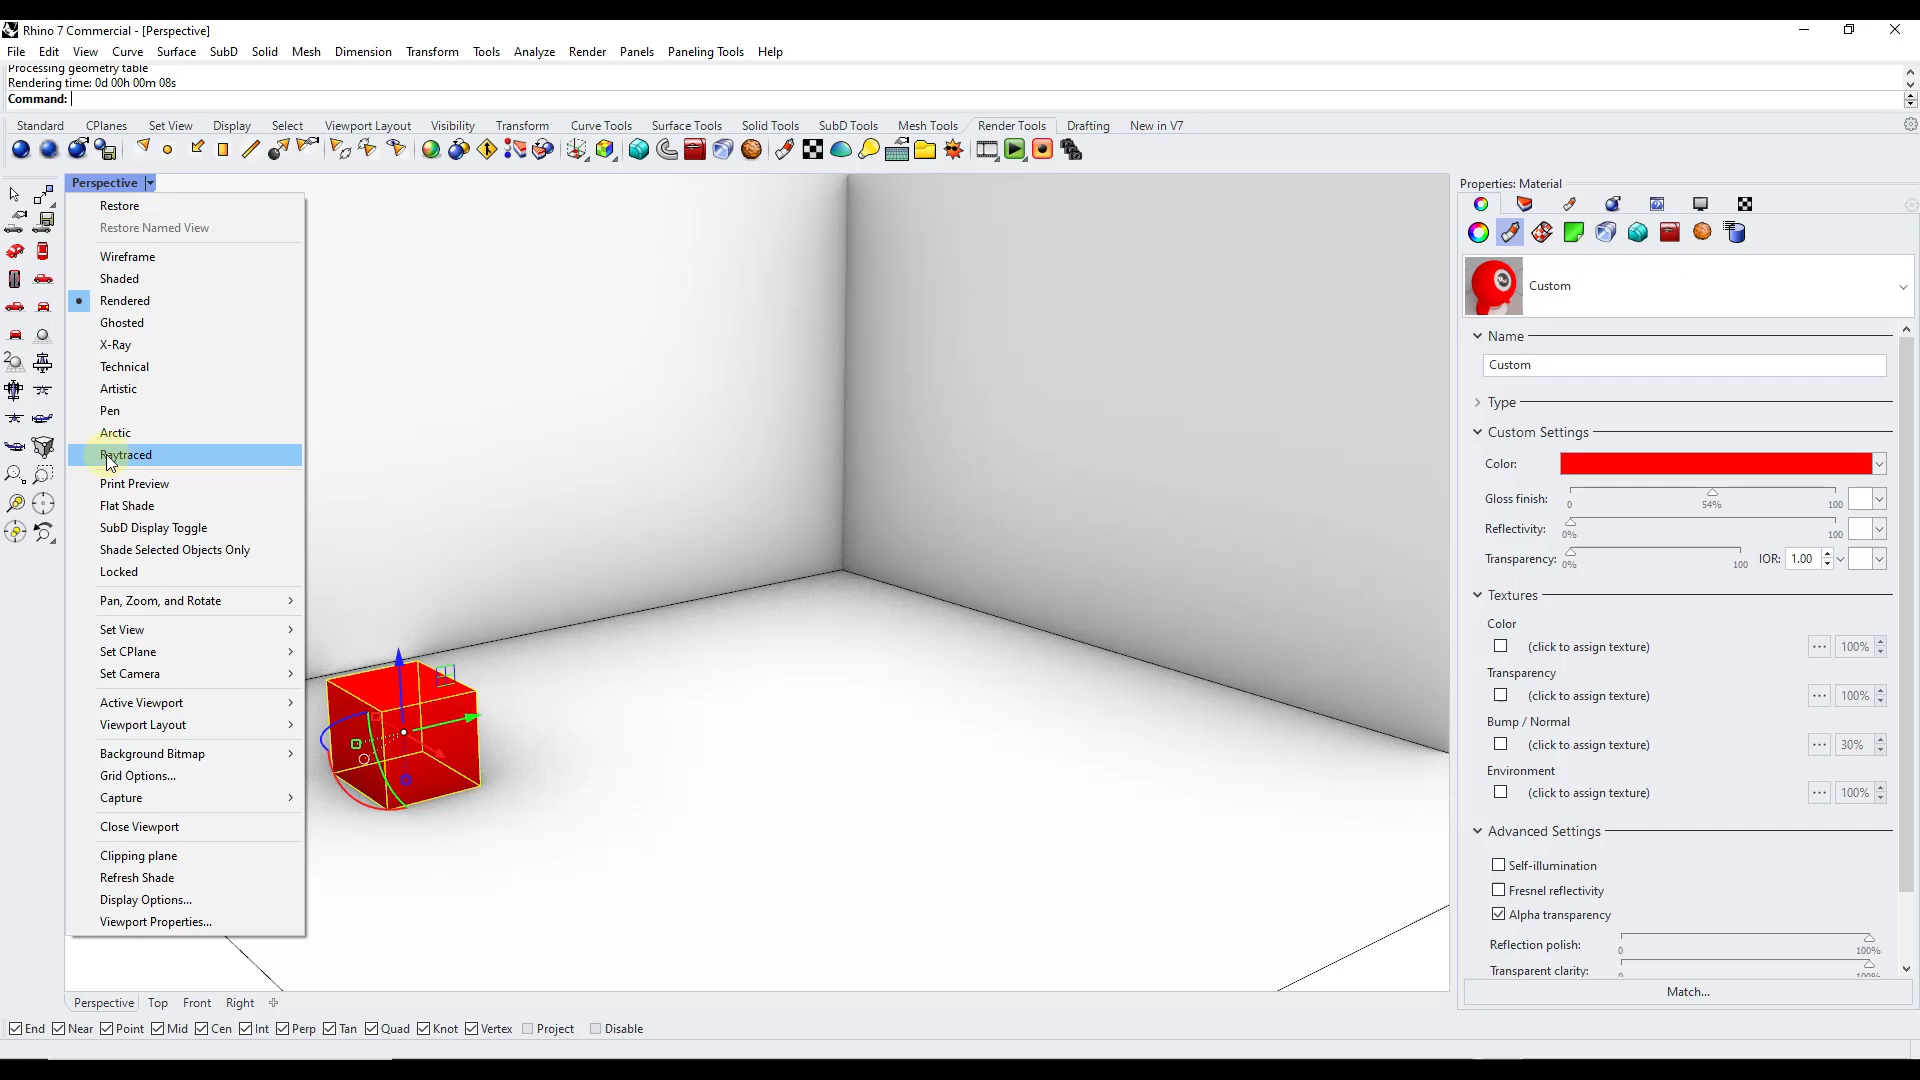 Rhino 7 Commercial - [Perspective]
File Edit View Curve Surface SubD Solid Mesh Dimension Transform Tools Analyze Render Panels Paneling Tools Help
Processing geometry table
Rendering time: 0d 00h 00m 08s
Command:
Standard CPlanes Set View Display Select Viewport Layout Visibility Transform Curve Tools Surface Tools Solid Tools SubD Tools Mesh Tools Render Tools Drafting New in V7
Perspective
Restore
Restore Named View
Wireframe
Shaded
Rendered
Ghosted
X-Ray
Technical
Artistic
Pen
Arctic
Raytraced
Print Preview
Flat Shade
SubD Display Toggle
Shade Selected Objects Only
Locked
Pan, Zoom, and Rotate
Set View
Set CPlane
Set Camera
Active Viewport
Viewport Layout
Background Bitmap
Grid Options...
Capture
Close Viewport
Clipping plane
Refresh Shade
Display Options...
Viewport Properties...
Properties: Material
Custom
Name
Custom
Type
Custom Settings
Color:
Gloss finish: 0 54% 100
Reflectivity: 0% 100
Transparency: 0% 100 IOR: 1.00
Textures
Color
(click to assign texture) ... 100%
Transparency
(click to assign texture) ... 100%
Bump / Normal
(click to assign texture) ... 30%
Environment
(click to assign texture) ... 100%
Advanced Settings
Self-illumination
Fresnel reflectivity
Alpha transparency
Reflection polish: 0 100%
Transparent clarity: 0 100%
Match...
Perspective Top Front Right
End Near Point Mid Cen Int Perp Tan Quad Knot Vertex Project Disable